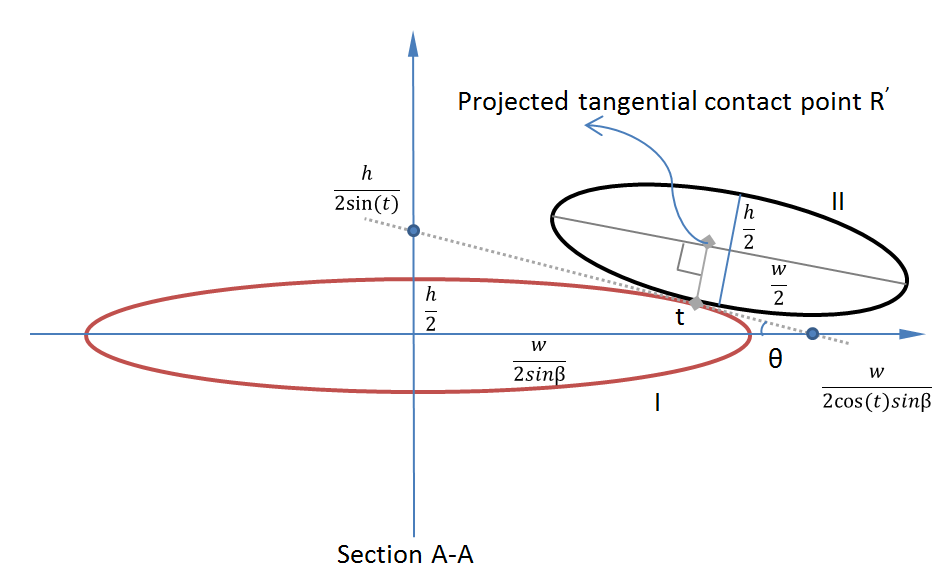 Projected tangential contact point R′
h
2sin(t)
II
h
2
w
2
h
2
t
w
2sinβ
θ
w
2cos(t)sinβ
I
Section A-A